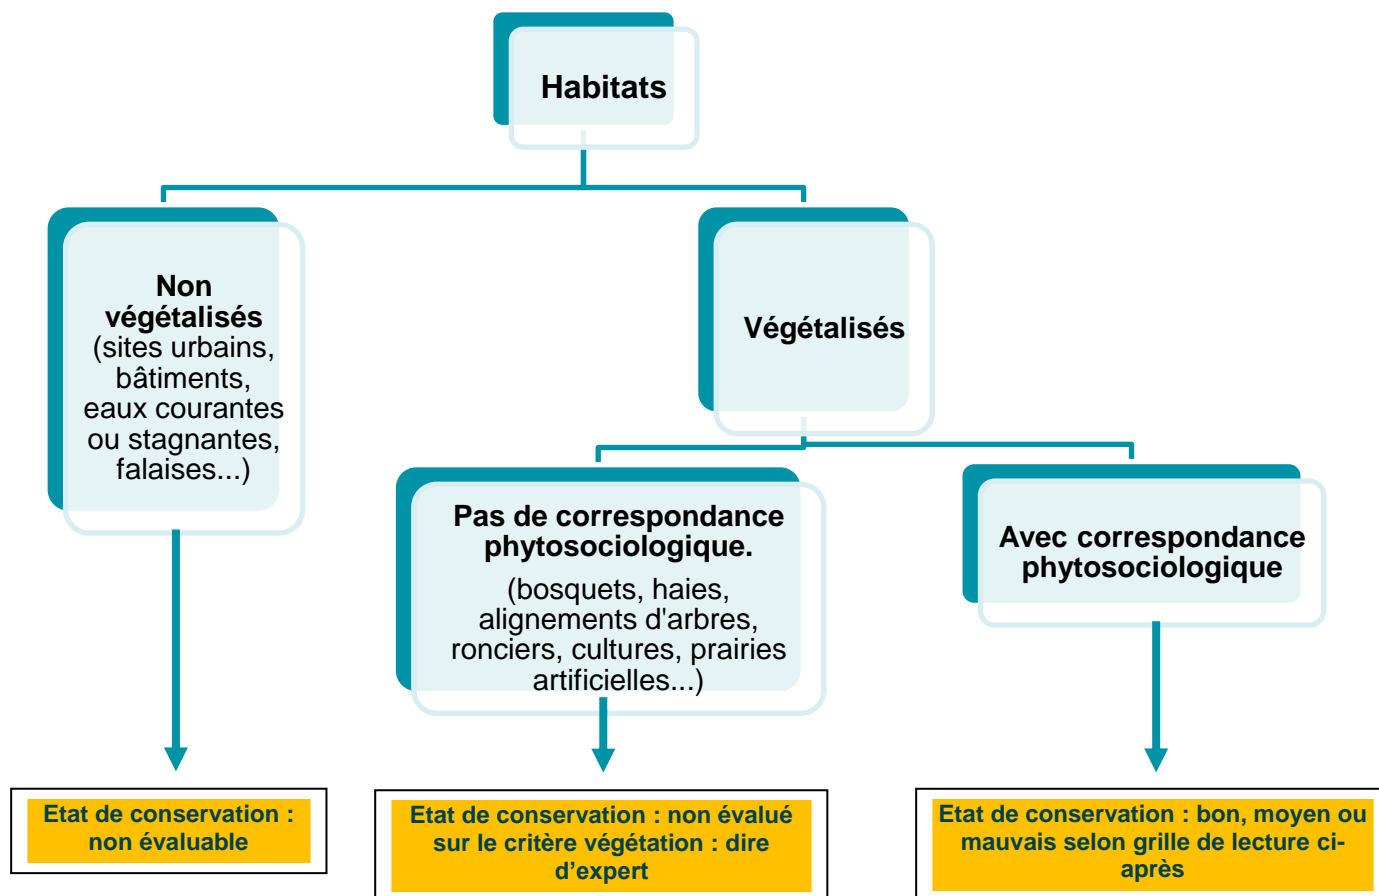 Habitats
Non
végétalisés
(sites urbains,
bâtiments,
eaux courantes
ou stagnantes,
falaises...)
Végétalisés
Pas de correspondance
phytosociologique.
(bosquets, haies,
alignements d'arbres,
ronciers, cultures, prairies
artificielles...)
Avec correspondance
phytosociologique
Etat de conservation :
non évaluable
Etat de conservation : non évalué
sur le critère végétation : dire
d’expert
Etat de conservation : bon, moyen ou
mauvais selon grille de lecture ci-
après